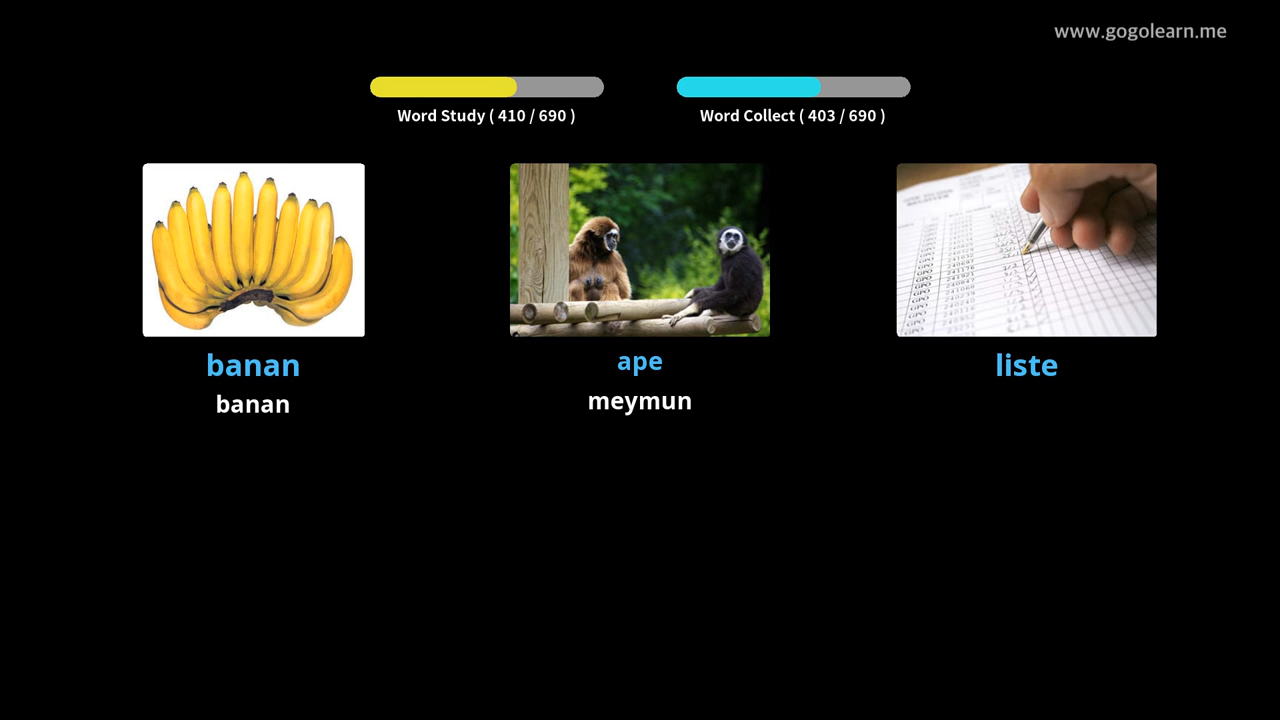 www.gogolearn.me
Word Study ( 410 / 690 )
Word Collect ( 403 / 690 )
banan
banan
ape
meymun
liste